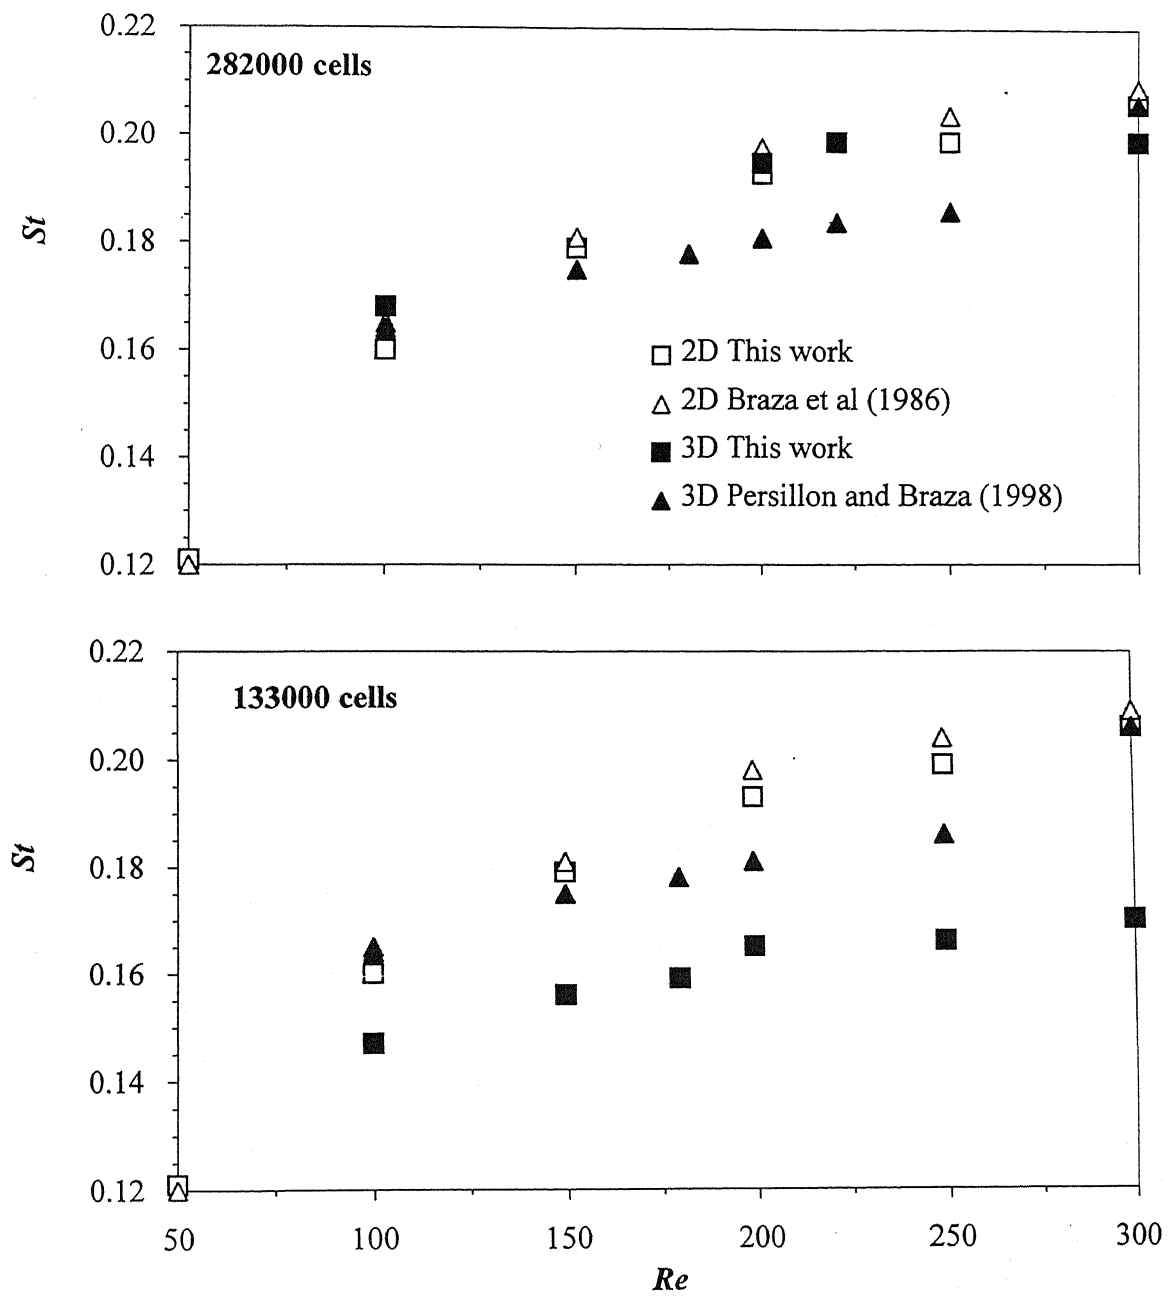 0.22
282000 cells
0.20
St
0.18
0.16
2D This work
2D Braza et al (1986)
3D This work
0.14
3D Persillon and Braza (1998)
0.12
0.22
133000 cells
0.20
St
0.18
0.16
0.14
0.12
50 100 150 200 250 300
Re